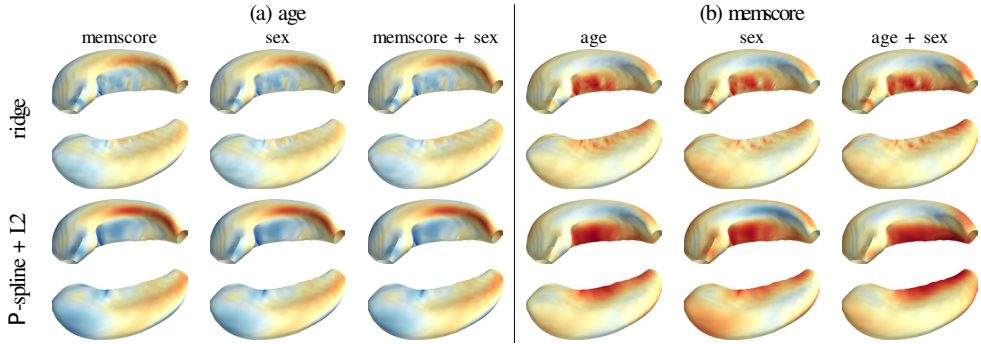 (a) age
(b) memscore
memscore
sex
memscore + sex
age
sex
age + sex
ridge
P-spline + L2